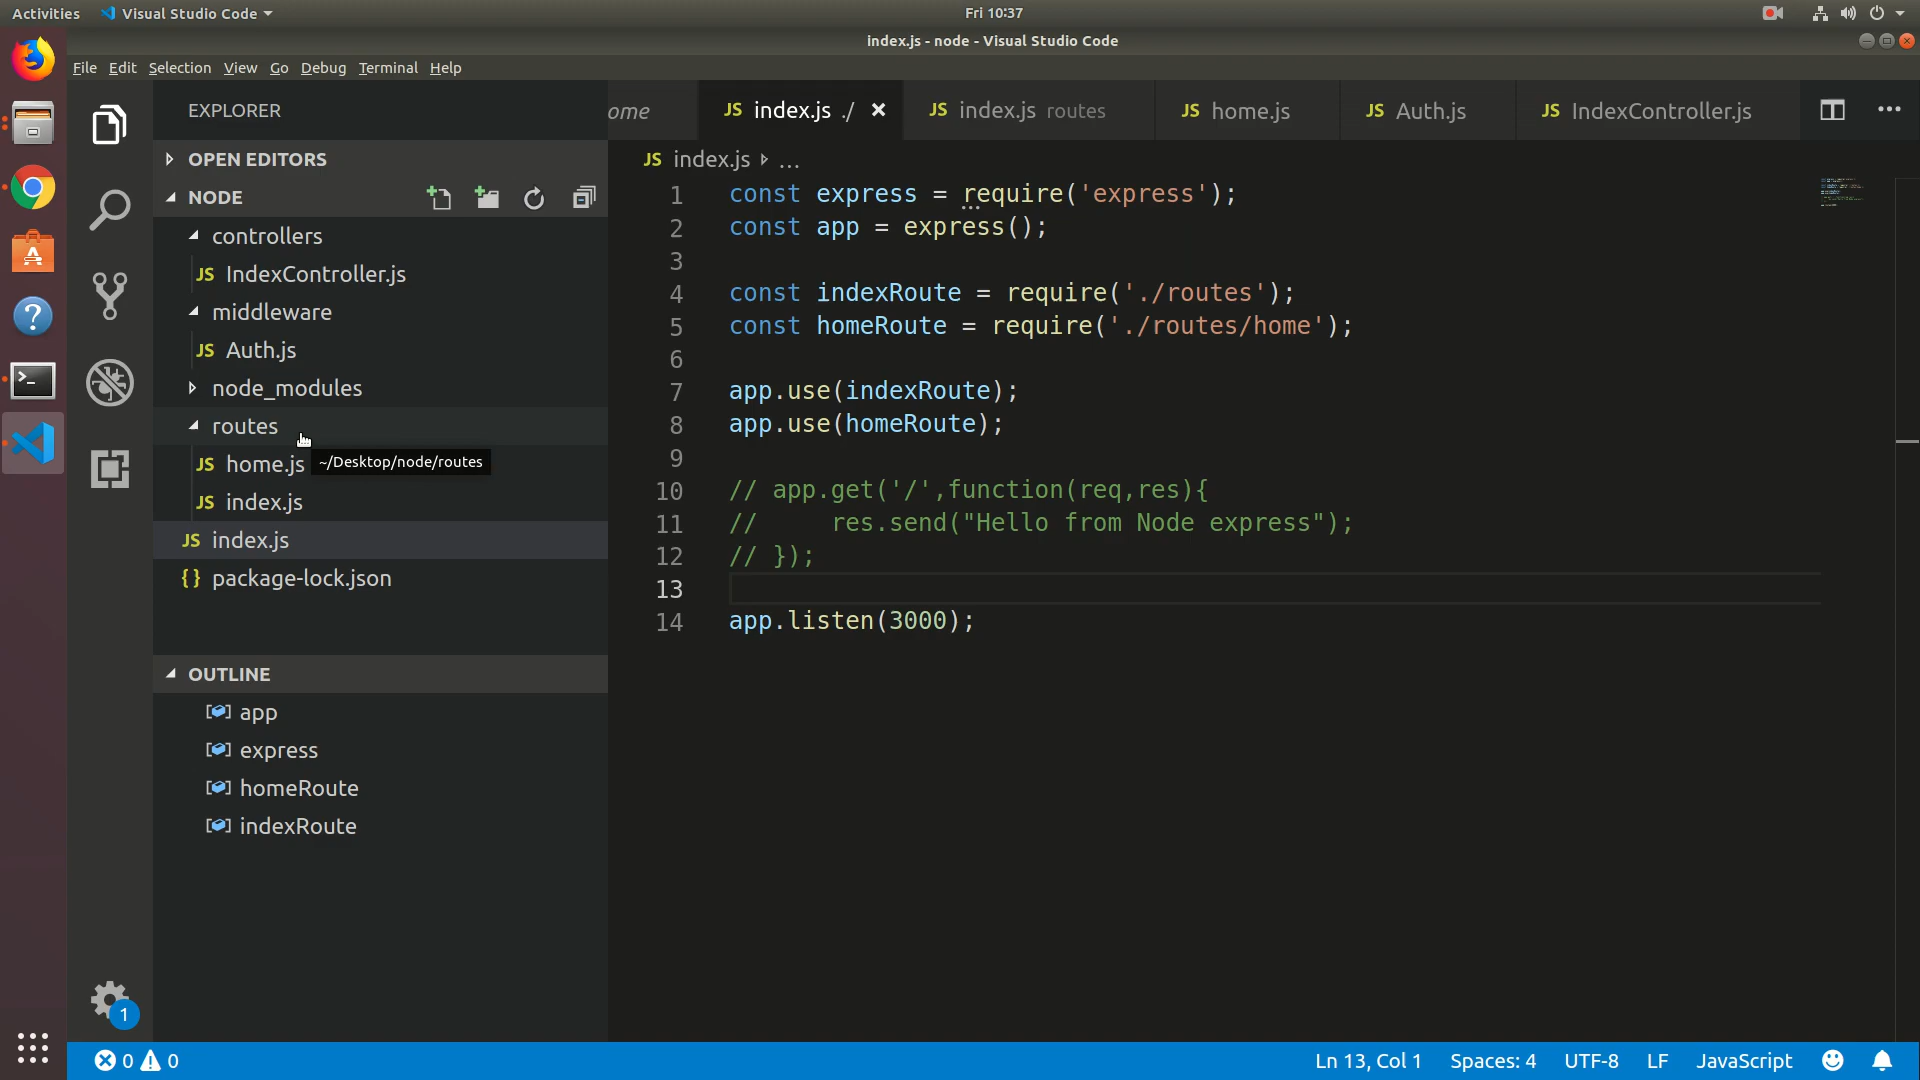 Activities
Visual Studio Code
Fri 10:37
index.js - node - Visual Studio Code
File Edit Selection View Go Debug Terminal Help
EXPLORER
OPEN EDITORS
NODE
controllers
JS IndexController.js
middleware
JS Auth.js
node_modules
routes
JS home.js
~/Desktop/node/routes
JS index.js
JS index.js
{} package-lock.json
OUTLINE
app
express
homeRoute
indexRoute
ome
JS index.js ./
JS index.js routes
JS home.js
JS Auth.js
JS IndexController.js
JS index.js ...
1 const express = require('express');
2 const app = express();
3
4 const indexRoute = require('./routes');
5 const homeRoute = require('./routes/home');
6
7 app.use(indexRoute);
8 app.use(homeRoute);
9
10 // app.get('/',function(req,res){
11 //     res.send("Hello from Node express");
12 // });
13
14 app.listen(3000);
1
0 0
Ln 13, Col 1
Spaces: 4
UTF-8
LF
JavaScript